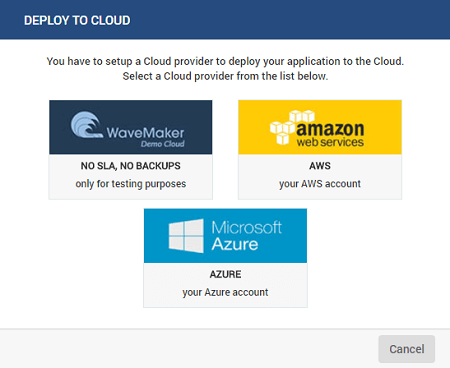 DEPLOY TO CLOUD
You have to setup a Cloud provider to deploy your application to the Cloud.
Select a Cloud provider from the list below.
WaveMaker
Demo Cloud
NO SLA, NO BACKUPS
only for testing purposes
amazon
web services
AWS
your AWS account
Microsoft
Azure
AZURE
your Azure account
Cancel